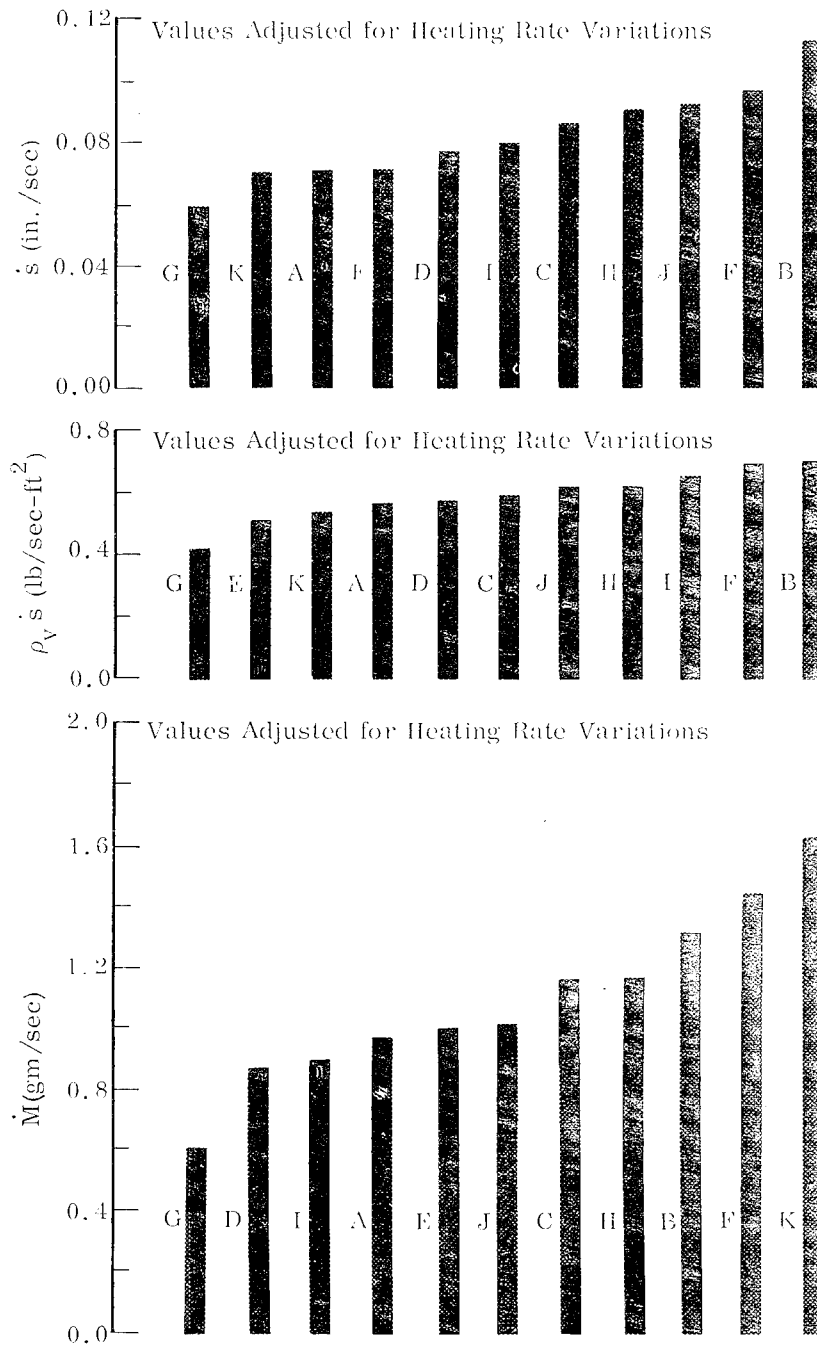 0.12
Values Adjusted for Heating Rate Variations
0.08
ṡ (in./sec)
0.04
G K A D I C H J F B
0.00
0.8
Values Adjusted for Heating Rate Variations
ρ_v ṡ (lb/sec-ft²)
0.4
G E K A D C J H I F B
0.0
2.0
Values Adjusted for Heating Rate Variations
1.6
1.2
Ṁ(gm/sec)
0.8
0.4
G D I A E J C H B F K
0.0